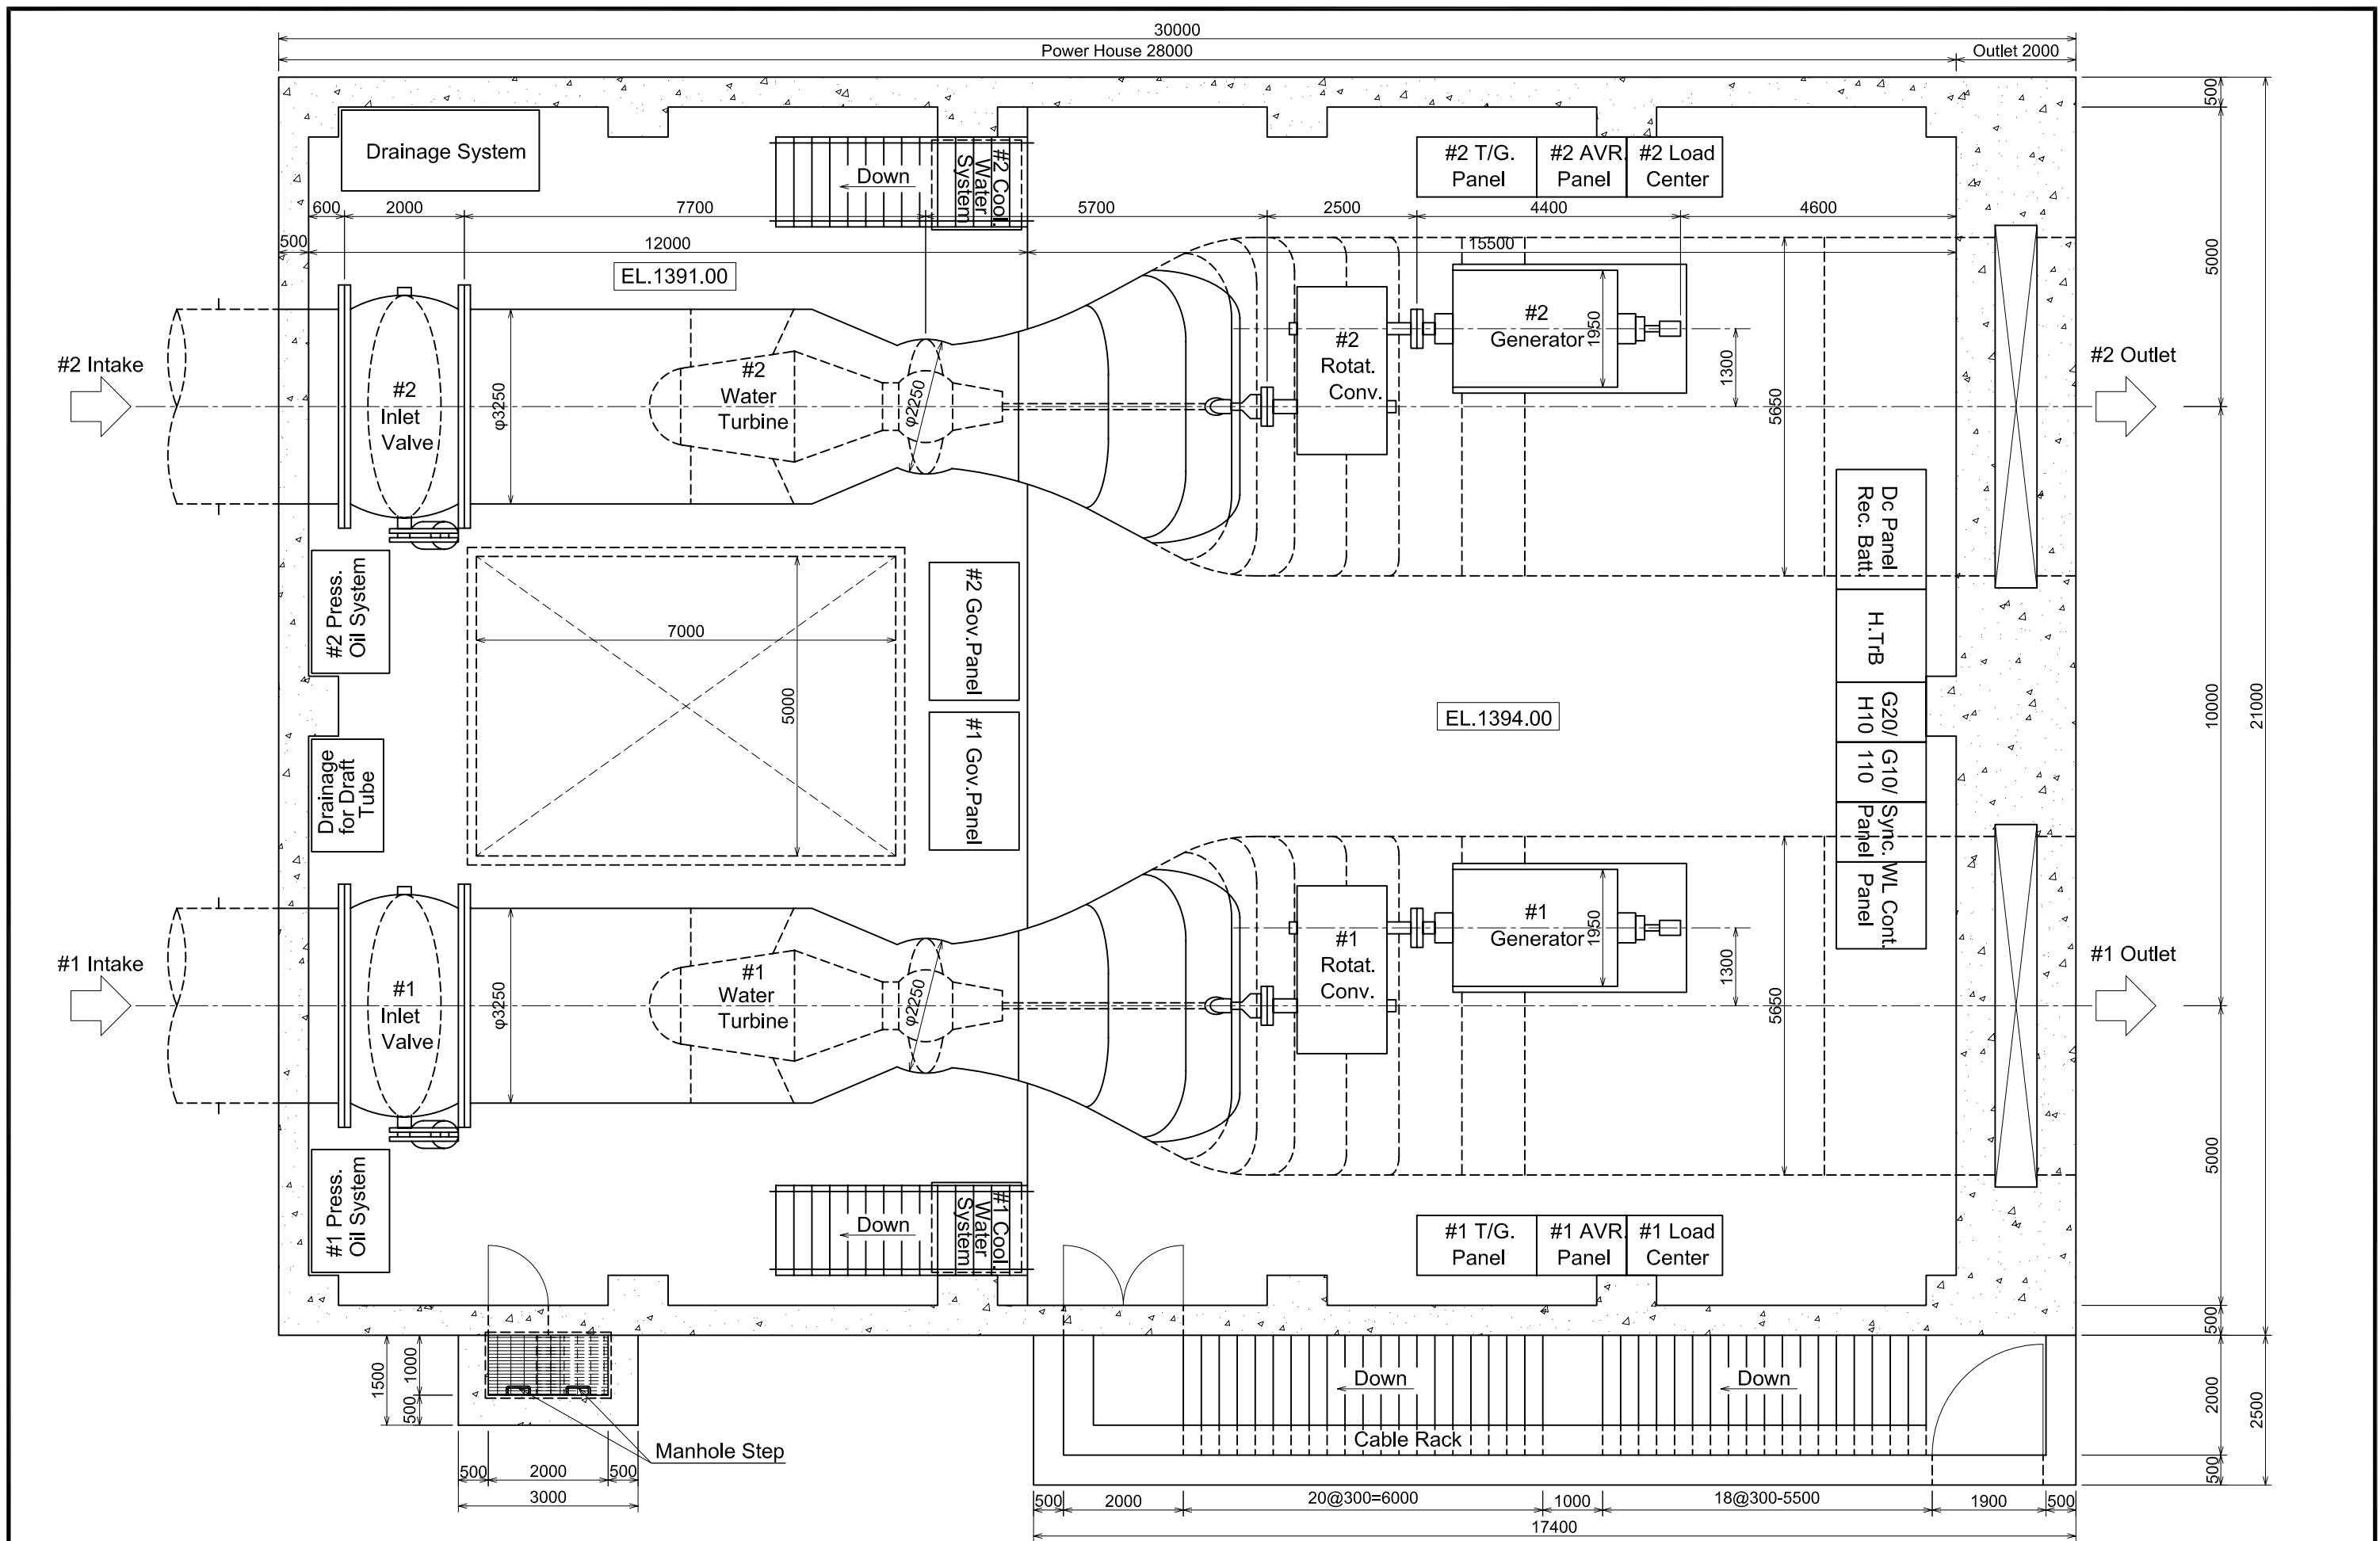 30000
Power House 28000
Outlet 2000
500
Drainage System
Down
#2 Cool.
Water
System
#2 T/G.
Panel
#2 AVR.
Panel
#2 Load
Center
600
2000
7700
5700
2500
4400
4600
500
12000
15500
5000
EL.1391.00
#2 Intake
#2
Inlet
Valve
φ3250
#2
Water
Turbine
φ2250
#2
Rotat.
Conv.
#2
Generator
1950
1300
5650
#2 Outlet
Dc Panel
Rec. Batt.
#2 Press.
Oil System
7000
5000
#2 Gov.Panel
H.TrB
EL.1394.00
G20/
H10
10000
21000
Drainage
for Draft
Tube
#1 Gov.Panel
G10/
110
Sync.
Panel
WL Cont.
Panel
#1 Intake
#1
Inlet
Valve
φ3250
#1
Water
Turbine
φ2250
#1
Rotat.
Conv.
#1
Generator
1950
1300
5650
#1 Outlet
#1 Press.
Oil System
Down
#1 Cool.
Water
System
#1 T/G.
Panel
#1 AVR.
Panel
#1 Load
Center
5000
500
1500
1000
500
Down
Down
2000
2500
Cable Rack
Manhole Step
500
2000
500
3000
500
500
2000
20@300=6000
1000
18@300-5500
1900
500
17400